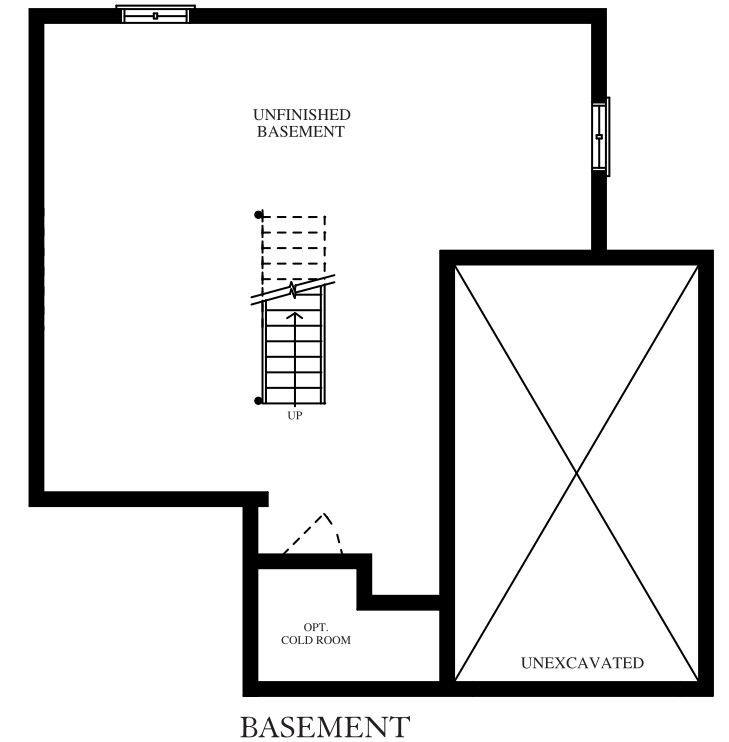 UNFINISHED
BASEMENT
UP
OPT.
COLD ROOM
UNEXCAVATED
BASEMENT